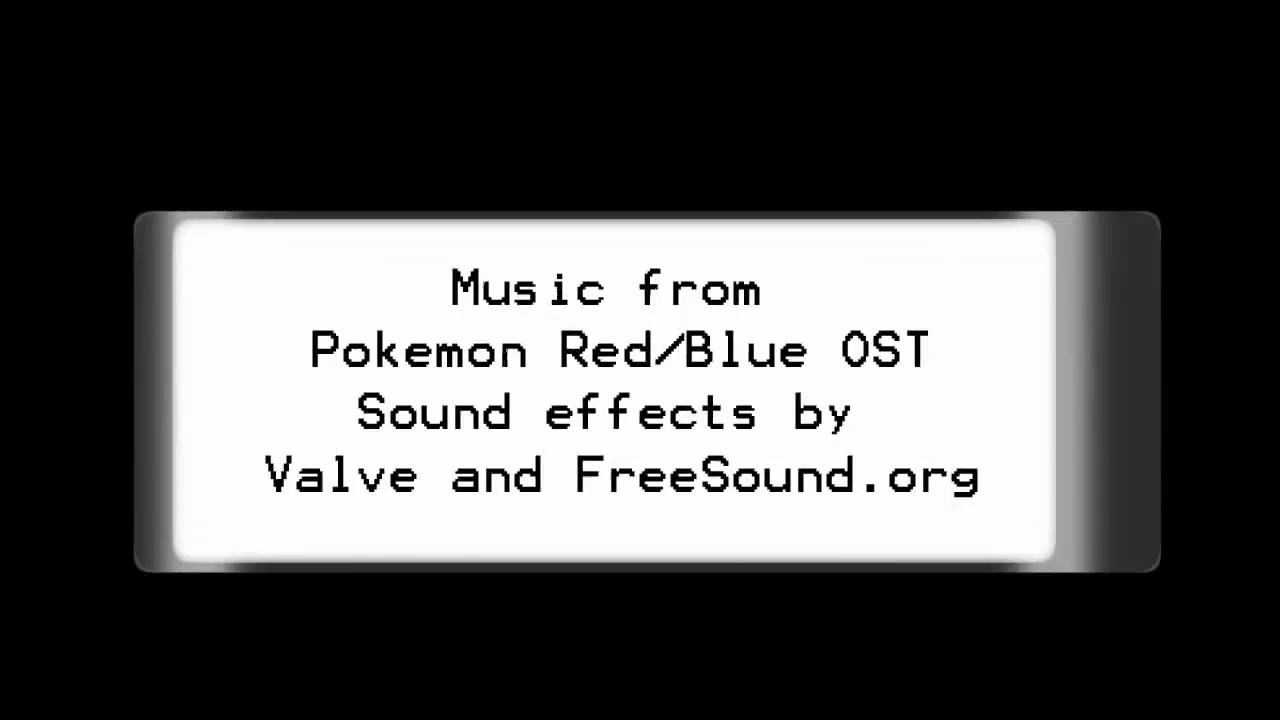 Music from
Pokemon Red/Blue OST
Sound effects by
Valve and FreeSound.org